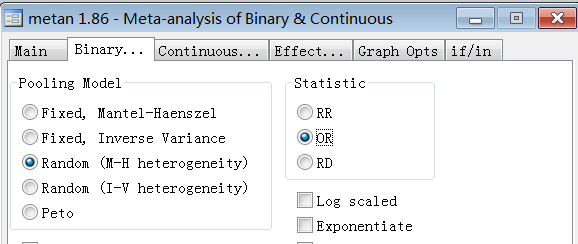 metan 1.86 - Meta-analysis of Binary & Continuous
Main
Binary...
Continuous...
Effect...
Graph Opts
if/in
Pooling Model
Fixed, Mantel-Haenszel
Fixed, Inverse Variance
Random (M-H heterogeneity)
Random (I-V heterogeneity)
Peto
Statistic
RR
OR
RD
Log scaled
Exponentiate